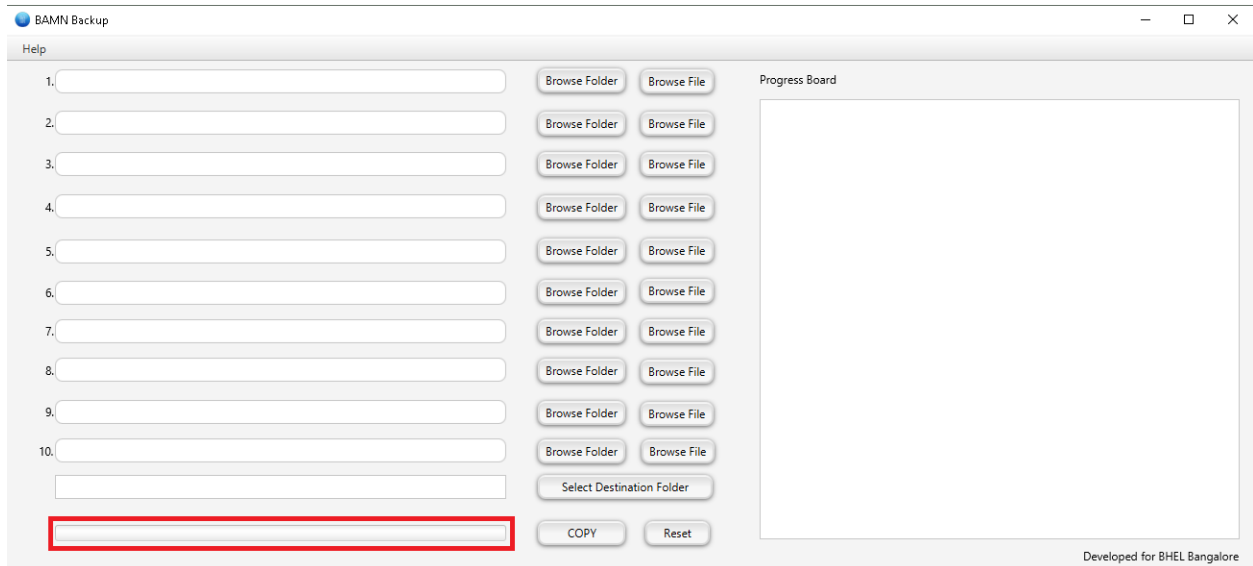 BAMN Backup
Help
1. Browse Folder Browse File Progress Board
2. Browse Folder Browse File
3. Browse Folder Browse File
4. Browse Folder Browse File
5. Browse Folder Browse File
6. Browse Folder Browse File
7. Browse Folder Browse File
8. Browse Folder Browse File
9. Browse Folder Browse File
10. Browse Folder Browse File
Select Destination Folder
COPY Reset
Developed for BHEL Bangalore